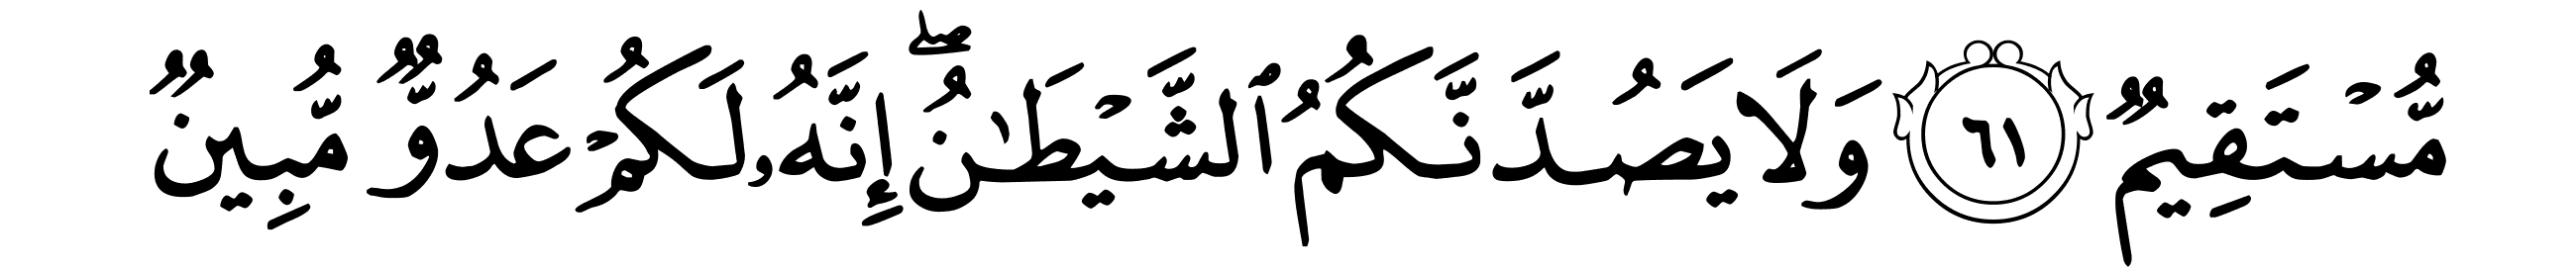 مُّسْتَقِيمٌ ٦١ وَلَا يَصُدَّنَّكُمُ ٱلشَّيْطَٰنُ ۖ إِنَّهُۥ لَكُمْ عَدُوٌّ مُّبِينٌ